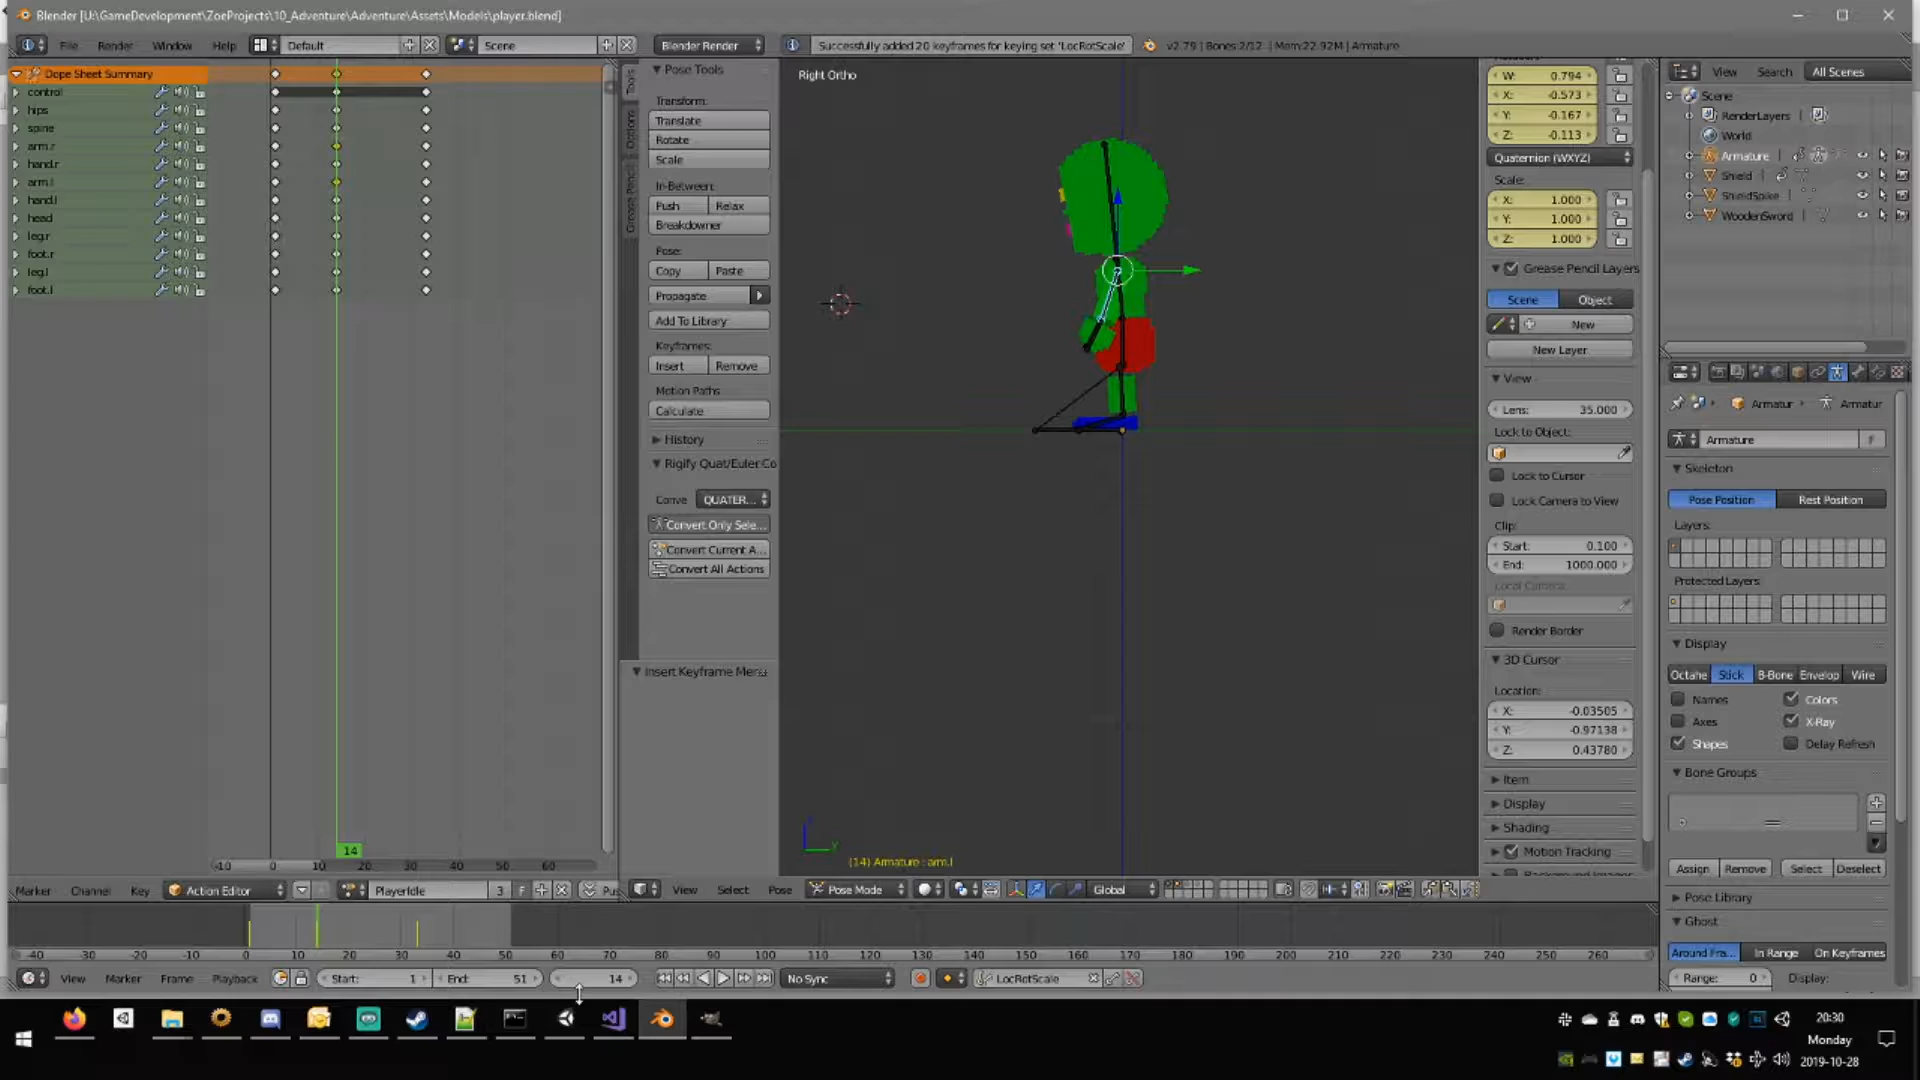 Blender [U:\GameDevelopment\ZoeProjects\10_Adventure\Adventure\Assets\Models\player.blend]
File Render Window Help Default Scene Blender Render Successfully added 20 keyframes for keying set 'LocRotScale' v2.79 | Bones:2/12 | Mem:22.92M | Armature
Dope Sheet Summary
control
hips
spine
arm.r
hand.r
arm.l
hand.l
head
leg.r
foot.r
leg.l
foot.l
14
-10 0 10 20 30 40 50 60
Marker Channel Key Action Editor PlayerIdle 3 F Pus
Tools
Options
Grease Pencil
Pose Tools
Transform:
Translate
Rotate
Scale
In-Between:
Push Relax
Breakdowner
Pose:
Copy Paste
Propagate
Add To Library
Keyframes:
Insert Remove
Motion Paths
Calculate
History
Rigify Quat/Euler Co
Conve QUATER...
Convert Only Sele...
Convert Current A...
Convert All Actions
Insert Keyframe Menu
Right Ortho
(14) Armature : arm.l
View Select Pose Pose Mode Global
W: 0.794
X: -0.573
Y: -0.167
Z: -0.113
Quaternion (WXYZ)
Scale:
X: 1.000
Y: 1.000
Z: 1.000
Grease Pencil Layers
Scene Object
New
New Layer
View
Lens: 35.000
Lock to Object:
Lock to Cursor
Lock Camera to View
Clip:
Start: 0.100
End: 1000.000
Local Camera:
Render Border
3D Cursor
Location:
X: -0.03505
Y: -0.97138
Z: 0.43780
Item
Display
Shading
Motion Tracking
View Search All Scenes
Scene
RenderLayers
World
Armature
Shield
ShieldSpike
WoodenSword
Armatur Armatur
Armature F
Skeleton
Pose Position Rest Position
Layers:
Protected Layers:
Display
Octahe Stick B-Bone Envelop Wire
Names Colors
Axes X-Ray
Shapes Delay Refresh
Bone Groups
Assign Remove Select Deselect
Pose Library
Ghost
Around Fra... In Range On Keyframes
Range: 0 Display:
-40 -30 -20 -10 0 10 20 30 40 50 60 70 80 90 100 110 120 130 140 150 160 170 180 190 200 210 220 230 240 250 260
View Marker Frame Playback Start: 1 End: 51 14 No Sync LocRotScale
20:30
Monday
2019-10-28